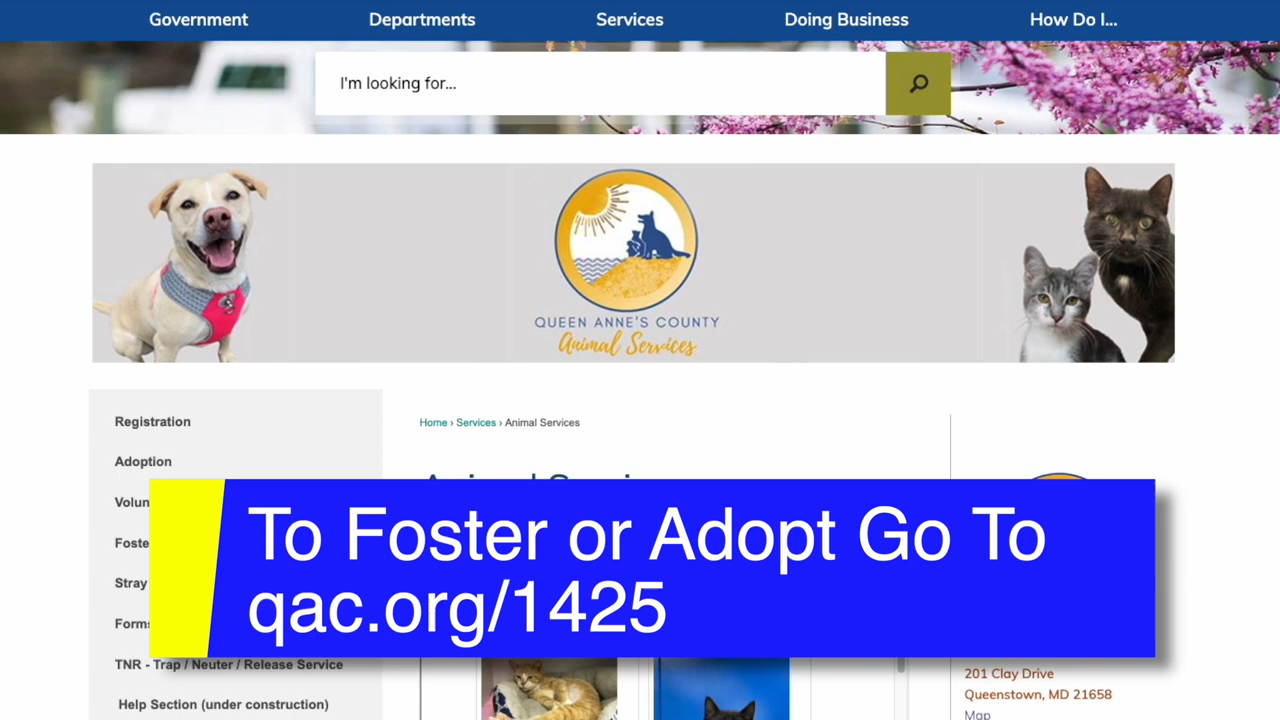 Government Departments Services Doing Business How Do I...
I'm looking for...
QUEEN ANNE'S COUNTY
Animal Services
Registration
Adoption
Home › Services › Animal Services
To Foster or Adopt Go To
qac.org/1425
Stray
TNR - Trap / Neuter / Release Service
Help Section (under construction)
201 Clay Drive
Queenstown, MD 21658
Map